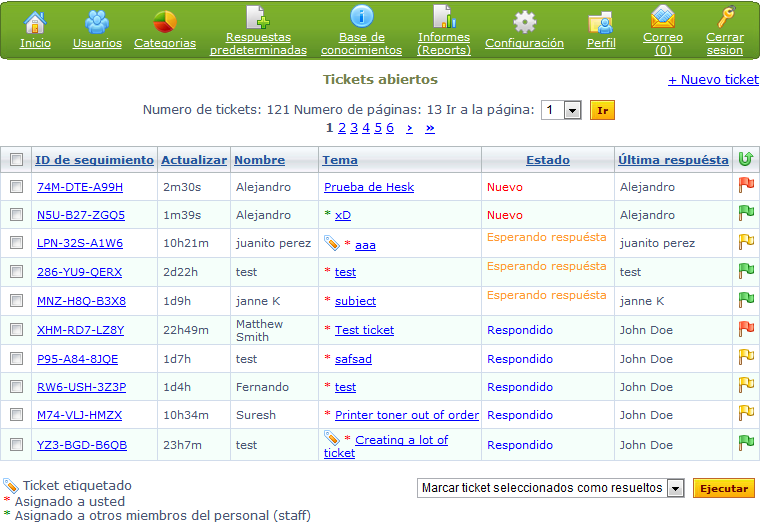 Inicio Usuarios Categorias Respuestas predeterminadas Base de conocimientos Informes (Reports) Configuración Perfil Correo (0) Cerrar sesion
Tickets abiertos + Nuevo ticket
Numero de tickets: 121 Numero de páginas: 13 Ir a la página: 1 Ir
1 2 3 4 5 6 › »
ID de seguimiento Actualizar Nombre Tema Estado Última respuésta
74M-DTE-A99H 2m30s Alejandro Prueba de Hesk Nuevo Alejandro
N5U-B27-ZGQ5 1m39s Alejandro * xD Nuevo Alejandro
LPN-32S-A1W6 10h21m juanito perez * aaa Esperando respuésta juanito perez
286-YU9-QERX 2d22h test * test Esperando respuésta test
MNZ-H8Q-B3X8 1d9h janne K * subject Esperando respuésta janne K
XHM-RD7-LZ8Y 22h49m Matthew Smith * Test ticket Respondido John Doe
P95-A84-8JQE 1d7h test * safsad Respondido John Doe
RW6-USH-3Z3P 1d4h Fernando * test Respondido John Doe
M74-VLJ-HMZX 10h34m Suresh * Printer toner out of order Respondido John Doe
YZ3-BGD-B6QB 23h7m test * Creating a lot of ticket Respondido John Doe
Ticket etiquetado
* Asignado a usted
* Asignado a otros miembros del personal (staff)
Marcar ticket seleccionados como resueltos Ejecutar